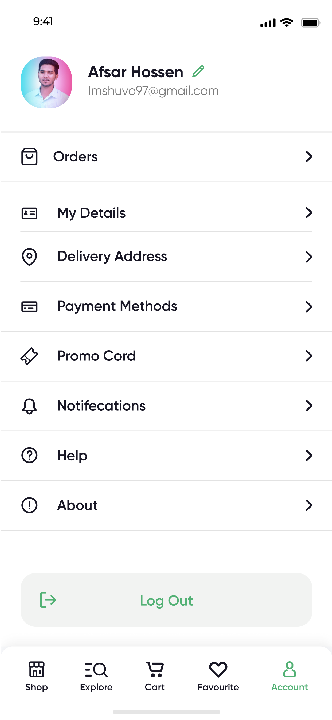 9:41
Afsar Hossen
Imshuvo97@gmail.com
Orders
My Details
Delivery Address
Payment Methods
Promo Cord
Notifecations
Help
About
Log Out
Shop
Explore
Cart
Favourite
Account